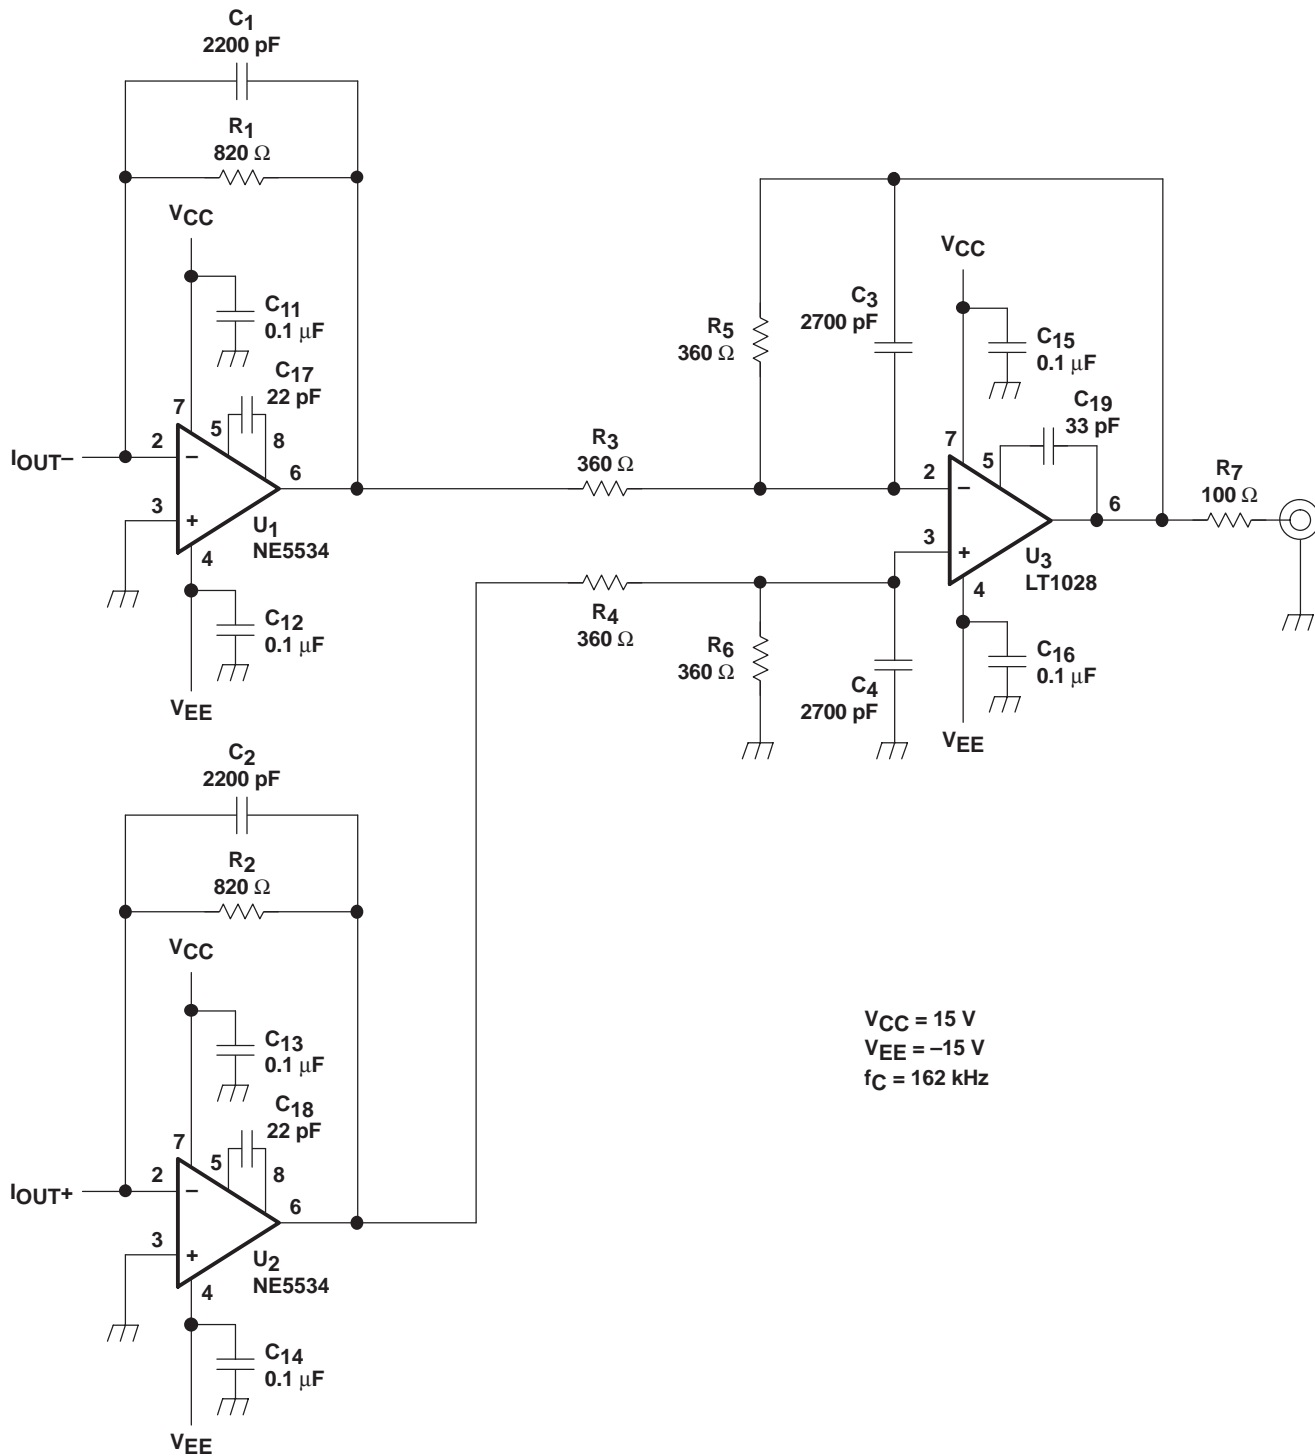 C1
2200 pF
R1
820 Ω
VCC
C11
0.1 µF
C17
22 pF
7
5
8
2
IOUT–
–
6
3
+
U1
NE5534
4
C12
0.1 µF
VEE
R3
360 Ω
R5
360 Ω
C3
2700 pF
VCC
C15
0.1 µF
C19
33 pF
7
5
2
–
6
R7
100 Ω
3
+
U3
LT1028
4
R4
360 Ω
R6
360 Ω
C4
2700 pF
C16
0.1 µF
VEE
C2
2200 pF
R2
820 Ω
VCC
C13
0.1 µF
C18
22 pF
7
5
8
2
IOUT+
–
6
3
+
U2
NE5534
4
C14
0.1 µF
VEE
VCC = 15 V
VEE = –15 V
fC = 162 kHz